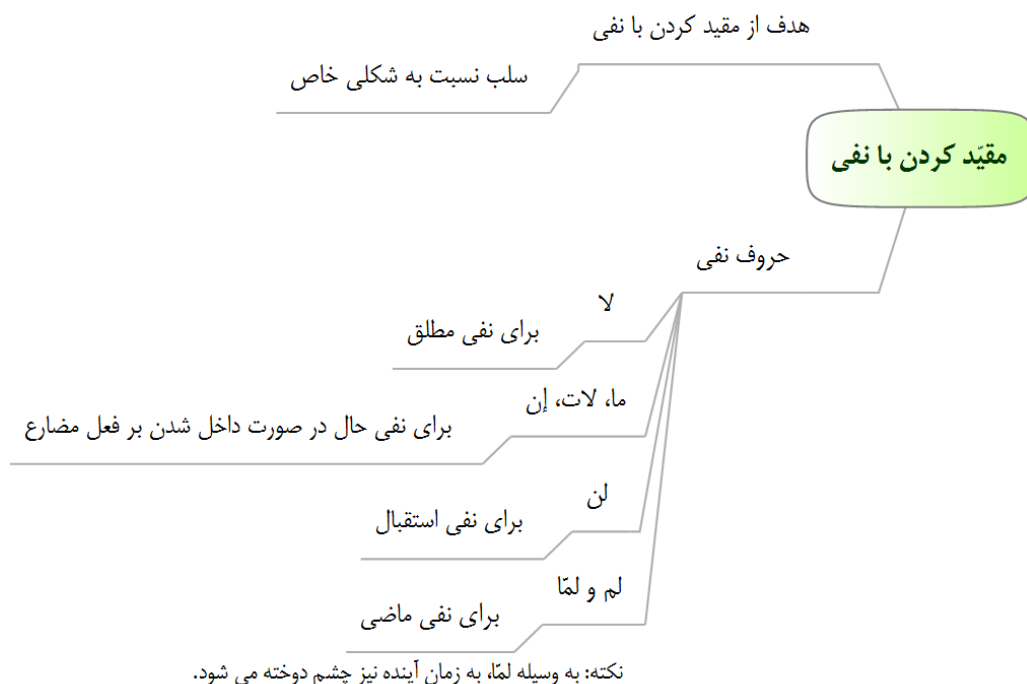 مقیّد کردن با نفی
هدف از مقید کردن با نفی
سلب نسبت به شکلی خاص
حروف نفی
لا
برای نفی مطلق
ما، لات، إن
برای نفی حال در صورت داخل شدن بر فعل مضارع
لن
برای نفی استقبال
لم و لمّا
برای نفی ماضی
نکته: به وسیله لمّا، به زمان آینده نیز چشم دوخته می شود.